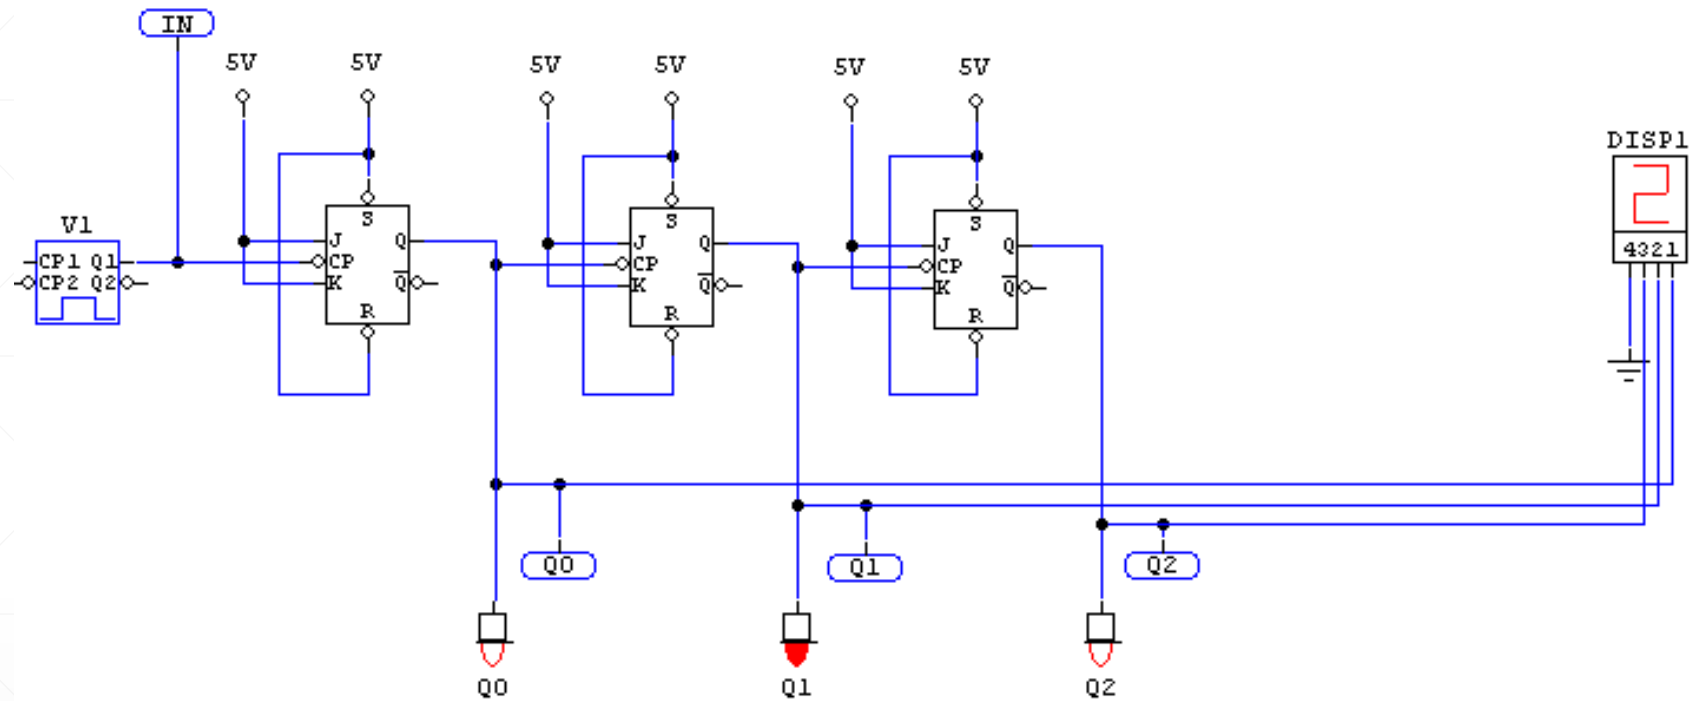 IN
5V 5V 5V 5V 5V 5V
DISP1
2
4321
V1
CP1 Q1
CP2 Q2
S
J Q
CP
K Q̅
R
S
J Q
CP
K Q̅
R
S
J Q
CP
K Q̅
R
Q0 Q1 Q2
Q0 Q1 Q2